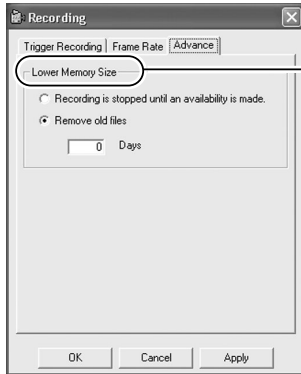 Recording
Trigger Recording Frame Rate Advance
Lower Memory Size
Recording is stopped until an availability is made.
Remove old files
0 Days
OK Cancel Apply